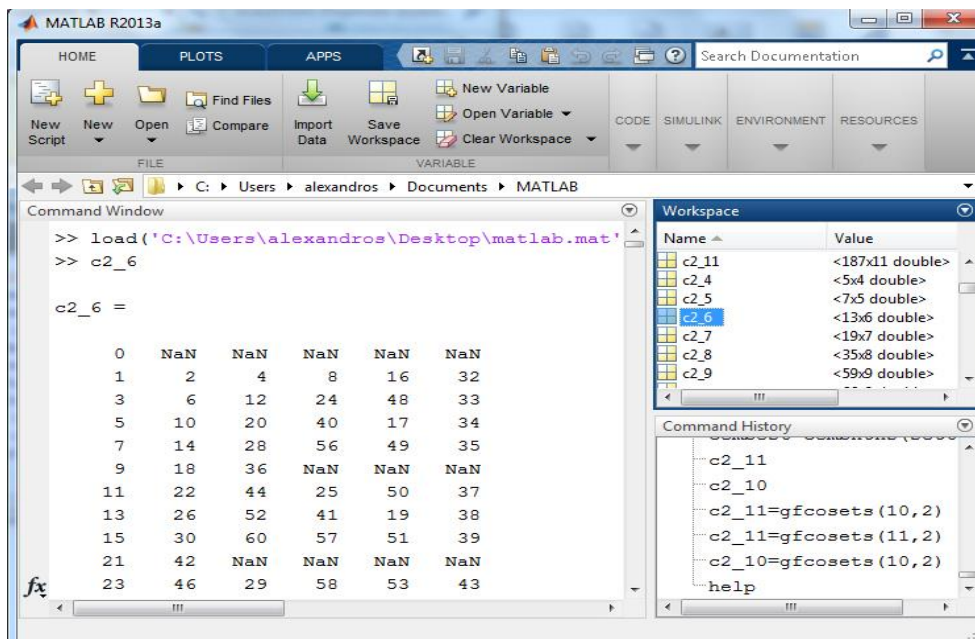 MATLAB R2013a
HOME PLOTS APPS Search Documentation
New Script New Open Find Files Compare Import Data Save Workspace New Variable Open Variable Clear Workspace CODE SIMULINK ENVIRONMENT RESOURCES
FILE VARIABLE
C: Users alexandros Documents MATLAB
Command Window
>> load('C:\Users\alexandros\Desktop\matlab.mat'
>> c2_6
c2_6 =
0 NaN NaN NaN NaN NaN
1 2 4 8 16 32
3 6 12 24 48 33
5 10 20 40 17 34
7 14 28 56 49 35
9 18 36 NaN NaN NaN
11 22 44 25 50 37
13 26 52 41 19 38
15 30 60 57 51 39
21 42 NaN NaN NaN NaN
23 46 29 58 53 43
fx
Workspace
Name Value
c2_11 <187x11 double>
c2_4 <5x4 double>
c2_5 <7x5 double>
c2_6 <13x6 double>
c2_7 <19x7 double>
c2_8 <35x8 double>
c2_9 <59x9 double>
Command History
c2_11
c2_10
c2_11=gfcosets(10,2)
c2_11=gfcosets(11,2)
c2_10=gfcosets(10,2)
help